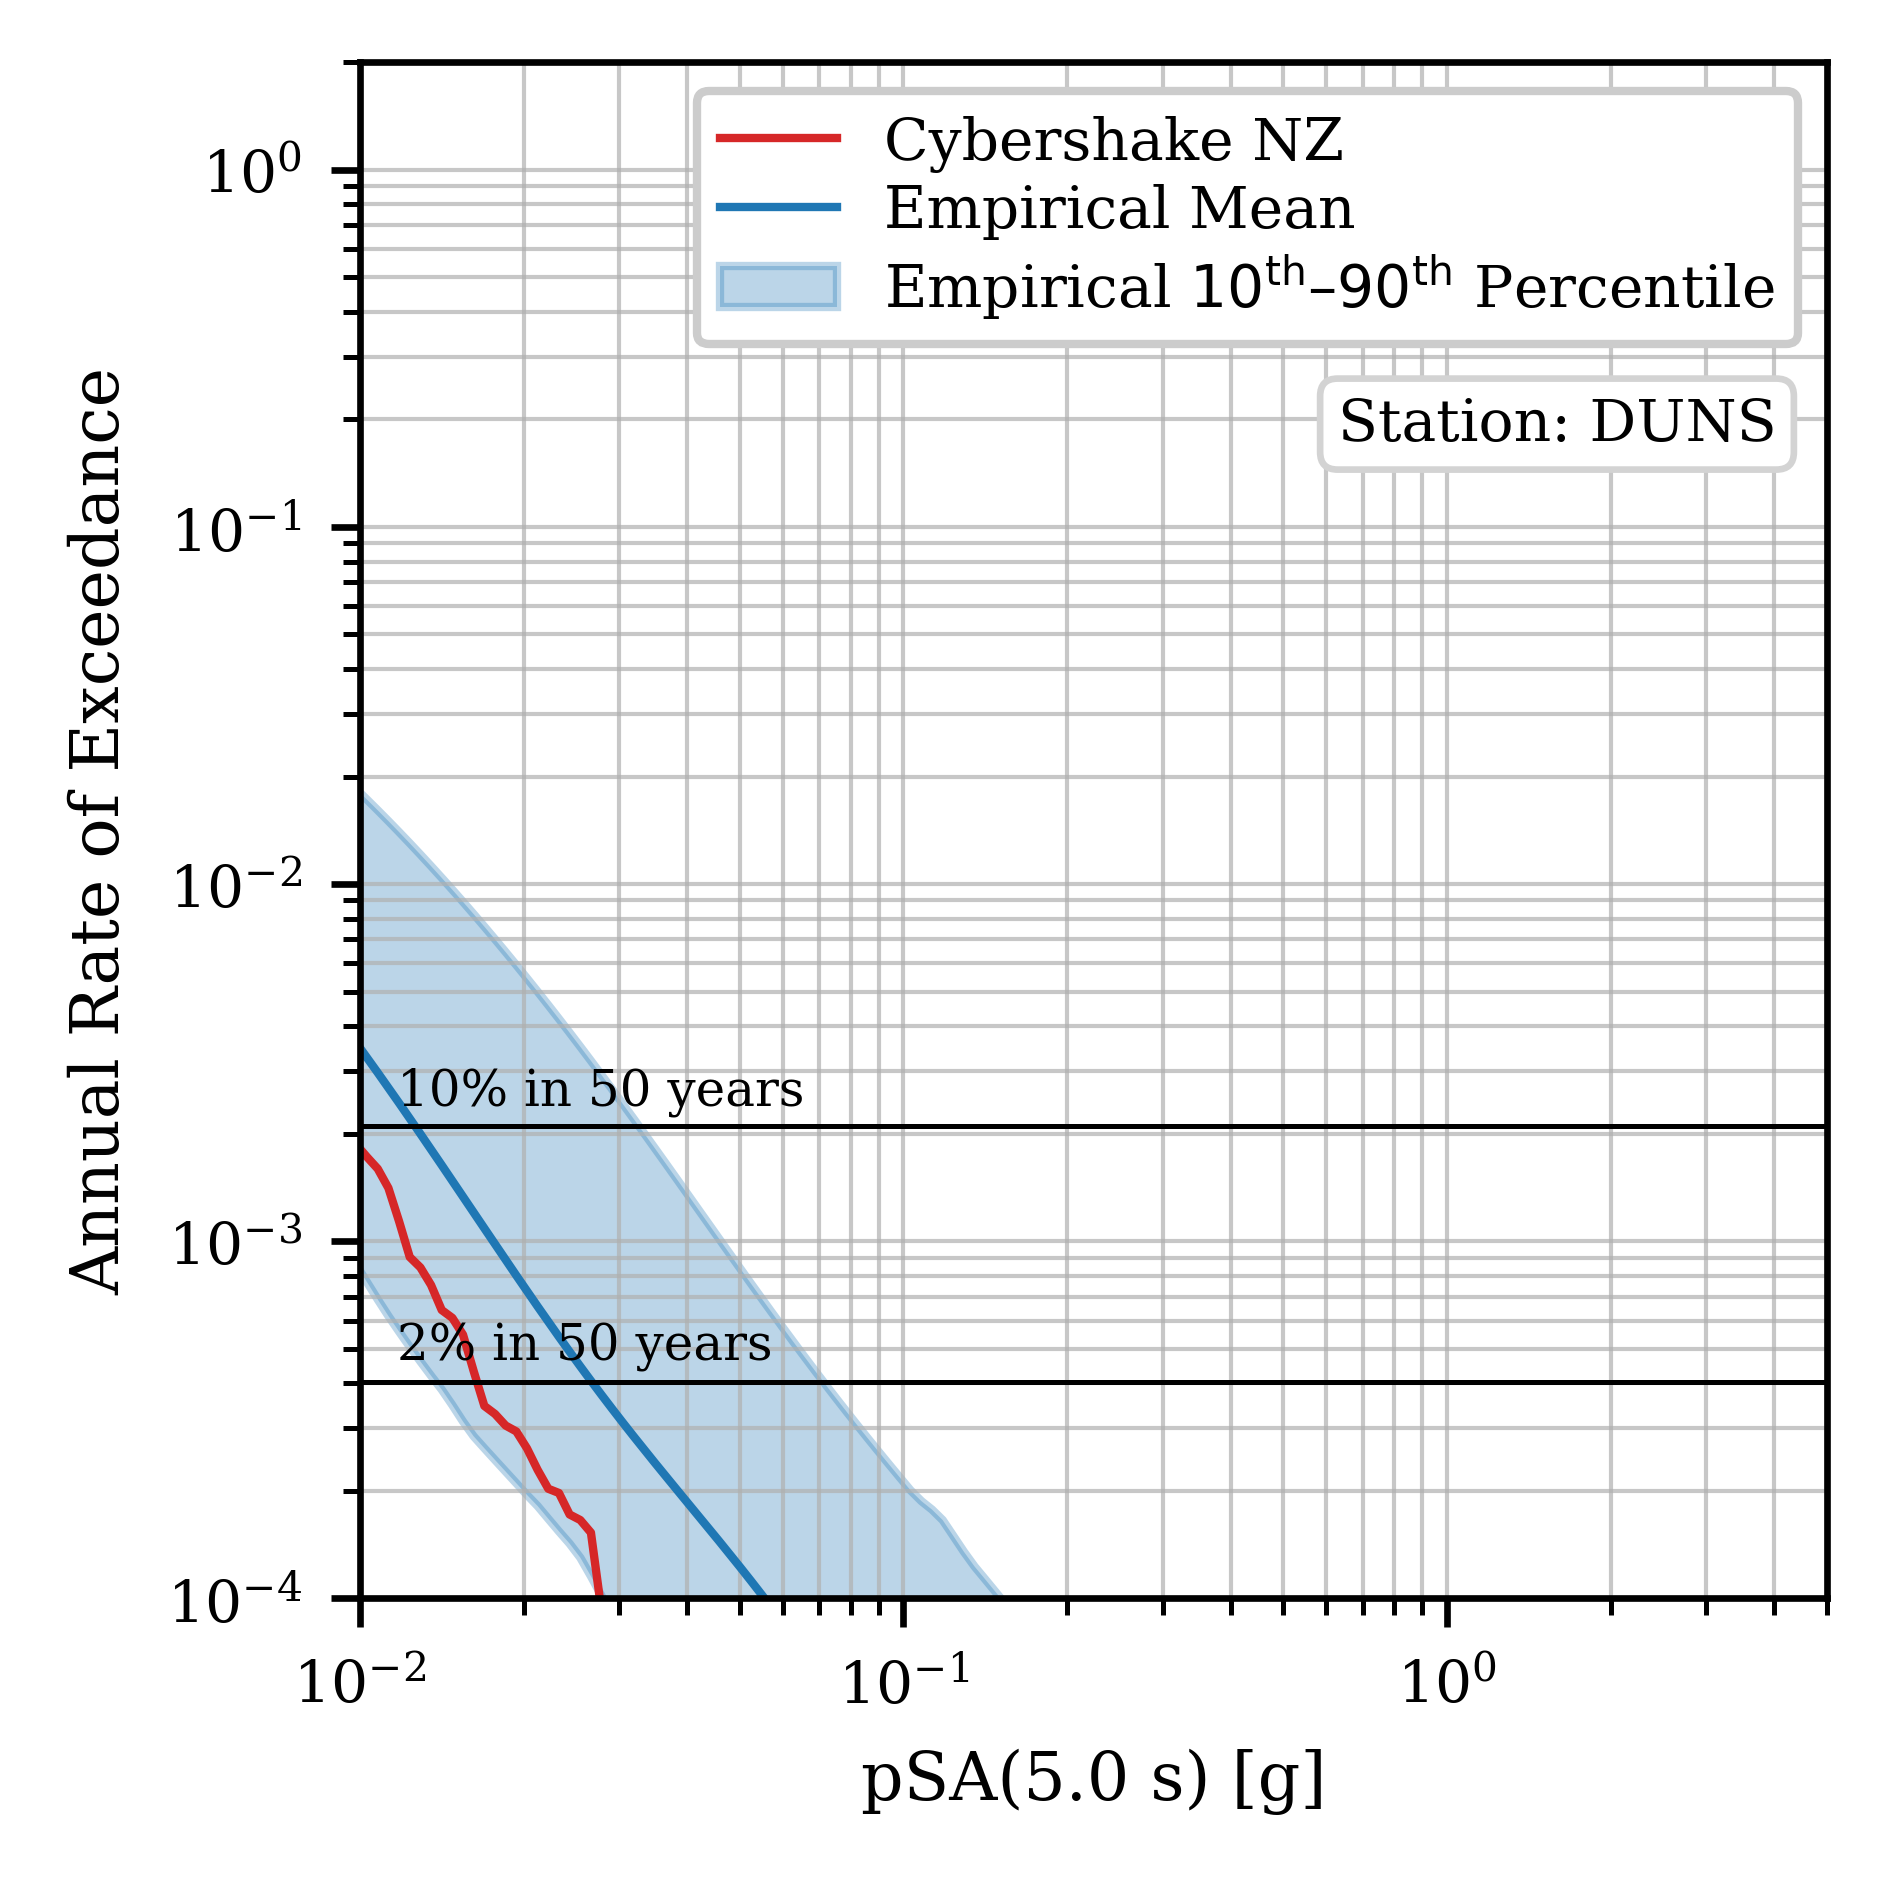 Cybershake NZ
Empirical Mean
Empirical 10ᵗʰ–90ᵗʰ Percentile
Station: DUNS
Annual Rate of Exceedance
10⁰
10⁻¹
10⁻²
10⁻³
10⁻⁴
10% in 50 years
2% in 50 years
10⁻² 10⁻¹ 10⁰
pSA(5.0 s) [g]